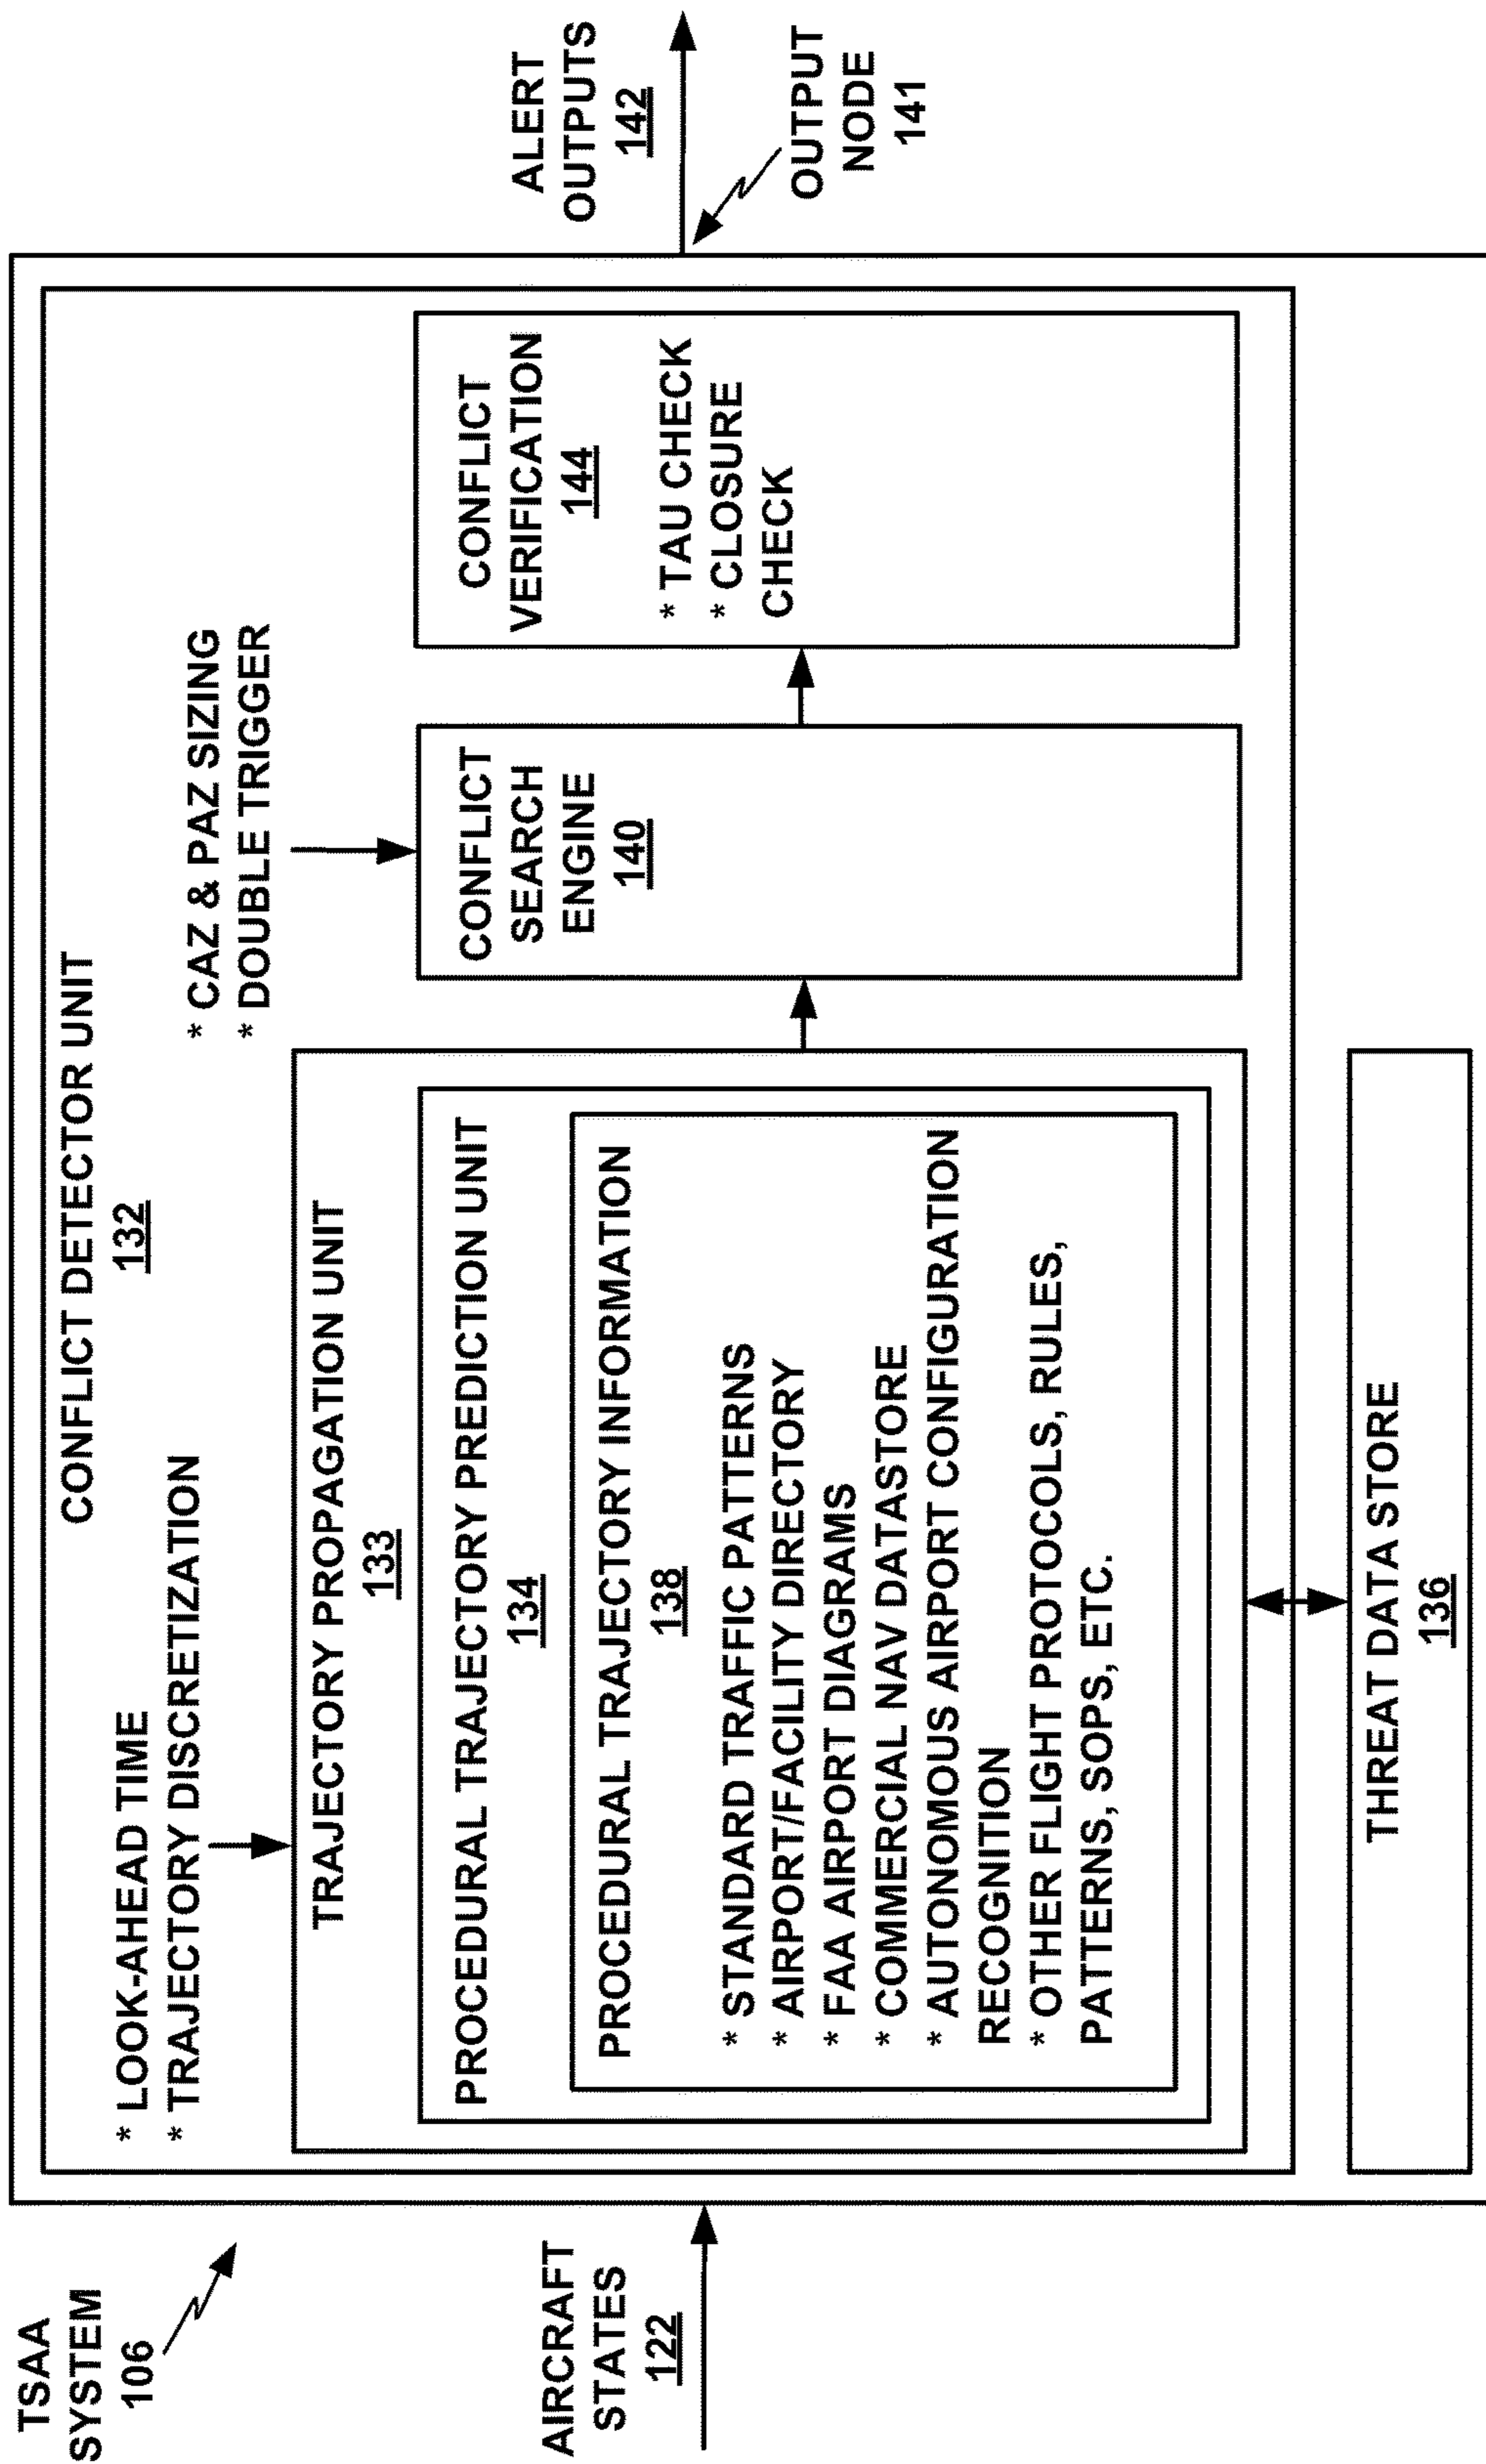 TSAA
SYSTEM
106
AIRCRAFT
STATES
122
CONFLICT DETECTOR UNIT
132
* LOOK-AHEAD TIME
* TRAJECTORY DISCRETIZATION
TRAJECTORY PROPAGATION UNIT
133
PROCEDURAL TRAJECTORY PREDICTION UNIT
134
PROCEDURAL TRAJECTORY INFORMATION
138
* STANDARD TRAFFIC PATTERNS
* AIRPORT/FACILITY DIRECTORY
* FAA AIRPORT DIAGRAMS
* COMMERCIAL NAV DATASTORE
* AUTONOMOUS AIRPORT CONFIGURATION
RECOGNITION
* OTHER FLIGHT PROTOCOLS, RULES,
PATTERNS, SOPS, ETC.
* CAZ & PAZ SIZING
* DOUBLE TRIGGER
CONFLICT
SEARCH
ENGINE
140
CONFLICT
VERIFICATION
144
* TAU CHECK
* CLOSURE
CHECK
THREAT DATA STORE
136
ALERT
OUTPUTS
142
OUTPUT
NODE
141